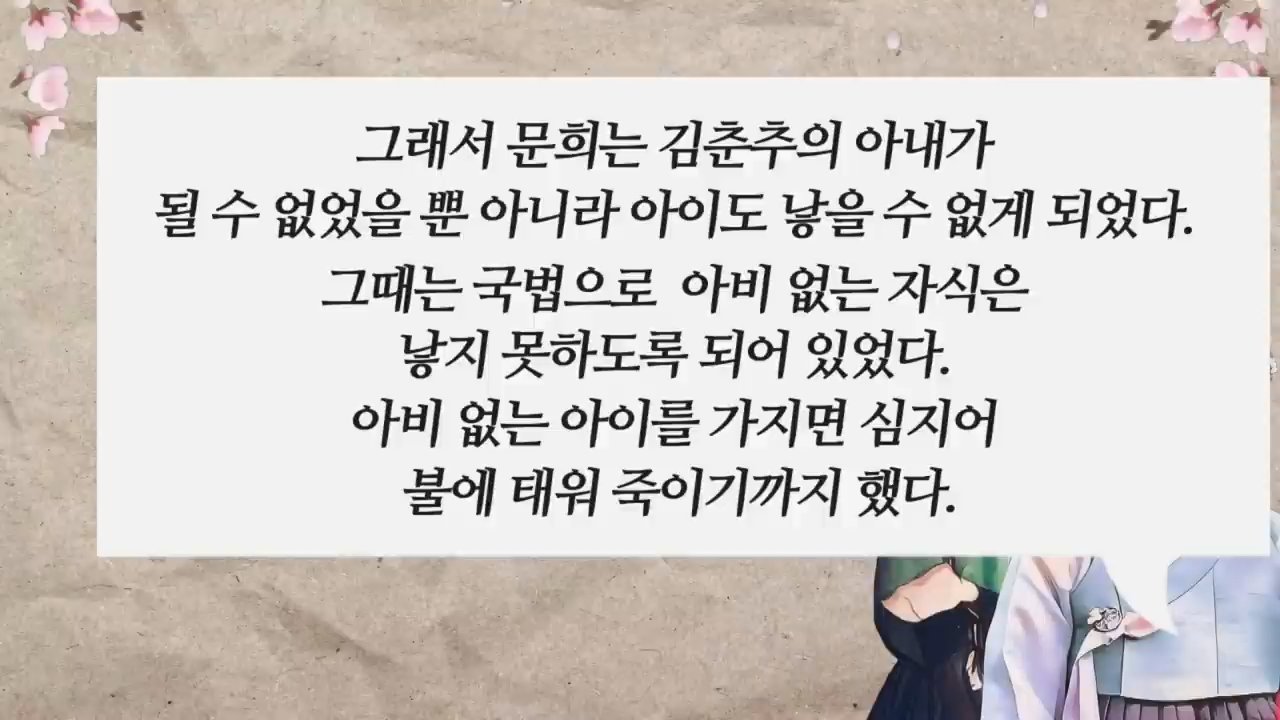 그래서 문희는 김춘추의 아내가
될 수 없었을 뿐 아니라 아이도 낳을 수 없게 되었다.
그때는 국법으로 아비 없는 자식은
낳지 못하도록 되어 있었다.
아비 없는 아이를 가지면 심지어
불에 태워 죽이기까지 했다.